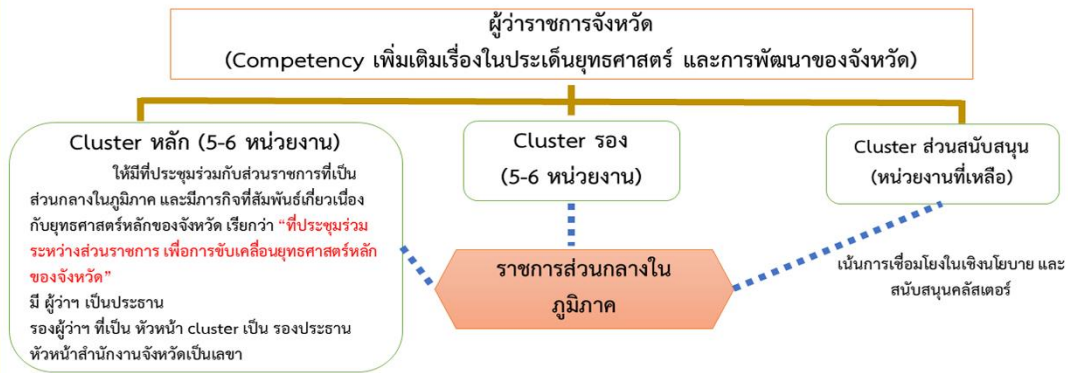 ผู้ว่าราชการจังหวัด
(Competency เพิ่มเติมเรื่องในประเด็นยุทธศาสตร์ และการพัฒนาของจังหวัด)
Cluster หลัก (5-6 หน่วยงาน)
ให้มีที่ประชุมร่วมกับส่วนราชการที่เป็น
ส่วนกลางในภูมิภาค และมีภารกิจที่สัมพันธ์เกี่ยวเนื่อง
กับยุทธศาสตร์หลักของจังหวัด เรียกว่า “ที่ประชุมร่วม
ระหว่างส่วนราชการ เพื่อการขับเคลื่อนยุทธศาสตร์หลัก
ของจังหวัด”
มี ผู้ว่าฯ เป็นประธาน
รองผู้ว่าฯ ที่เป็น หัวหน้า cluster เป็น รองประธาน
หัวหน้าสำนักงานจังหวัดเป็นเลขา
Cluster รอง
(5-6 หน่วยงาน)
Cluster ส่วนสนับสนุน
(หน่วยงานที่เหลือ)
ราชการส่วนกลางใน
ภูมิภาค
เน้นการเชื่อมโยงในเชิงนโยบาย และ
สนับสนุนคลัสเตอร์